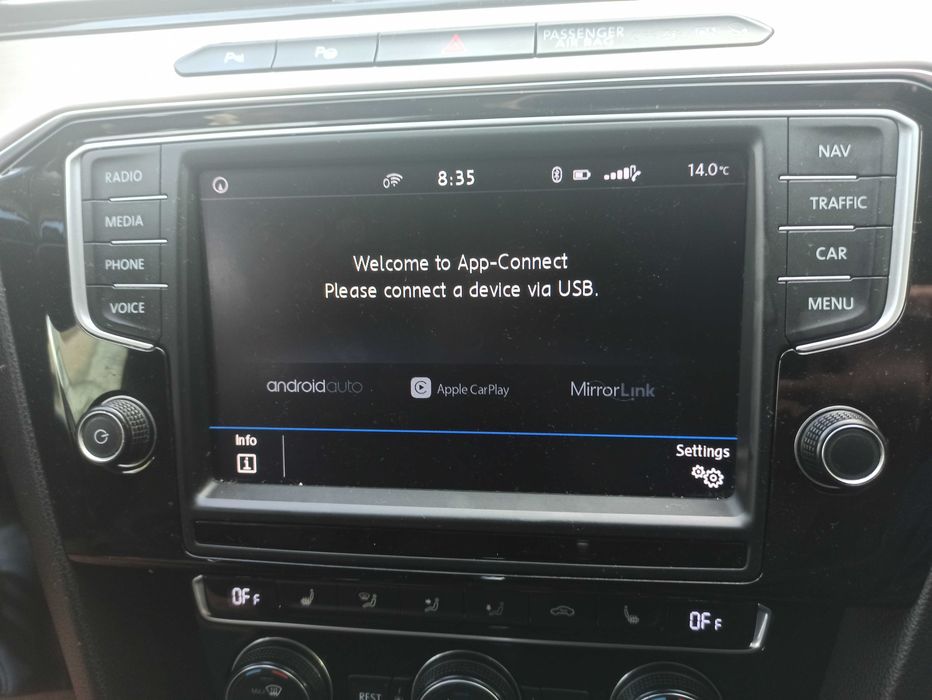 PASSENGER
AIR BAG
RADIO
MEDIA
PHONE
VOICE
8:35
14.0°C
Welcome to App-Connect
Please connect a device via USB.
androidauto
Apple CarPlay
MirrorLink
Info
Settings
NAV
TRAFFIC
CAR
MENU
OFF
OFF
REST